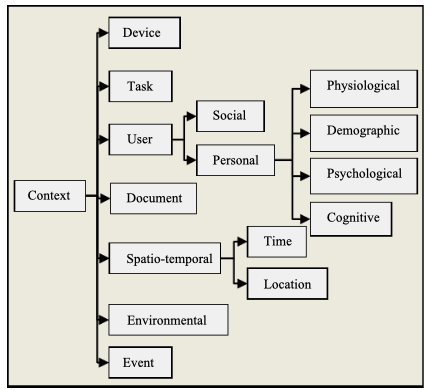 Device
Task
Physiological
Social
Demographic
User
Personal
Psychological
Context
Document
Cognitive
Time
Spatio-temporal
Location
Environmental
Event